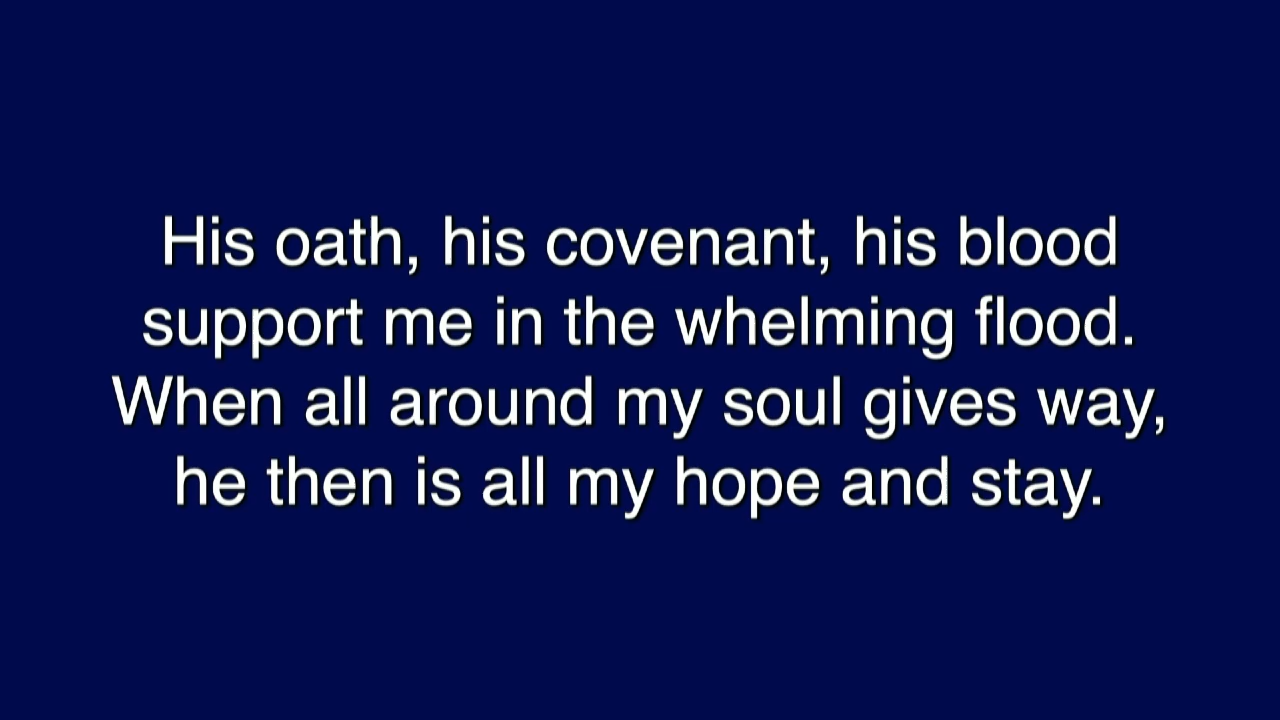 His oath, his covenant, his blood
support me in the whelming flood.
When all around my soul gives way,
he then is all my hope and stay.